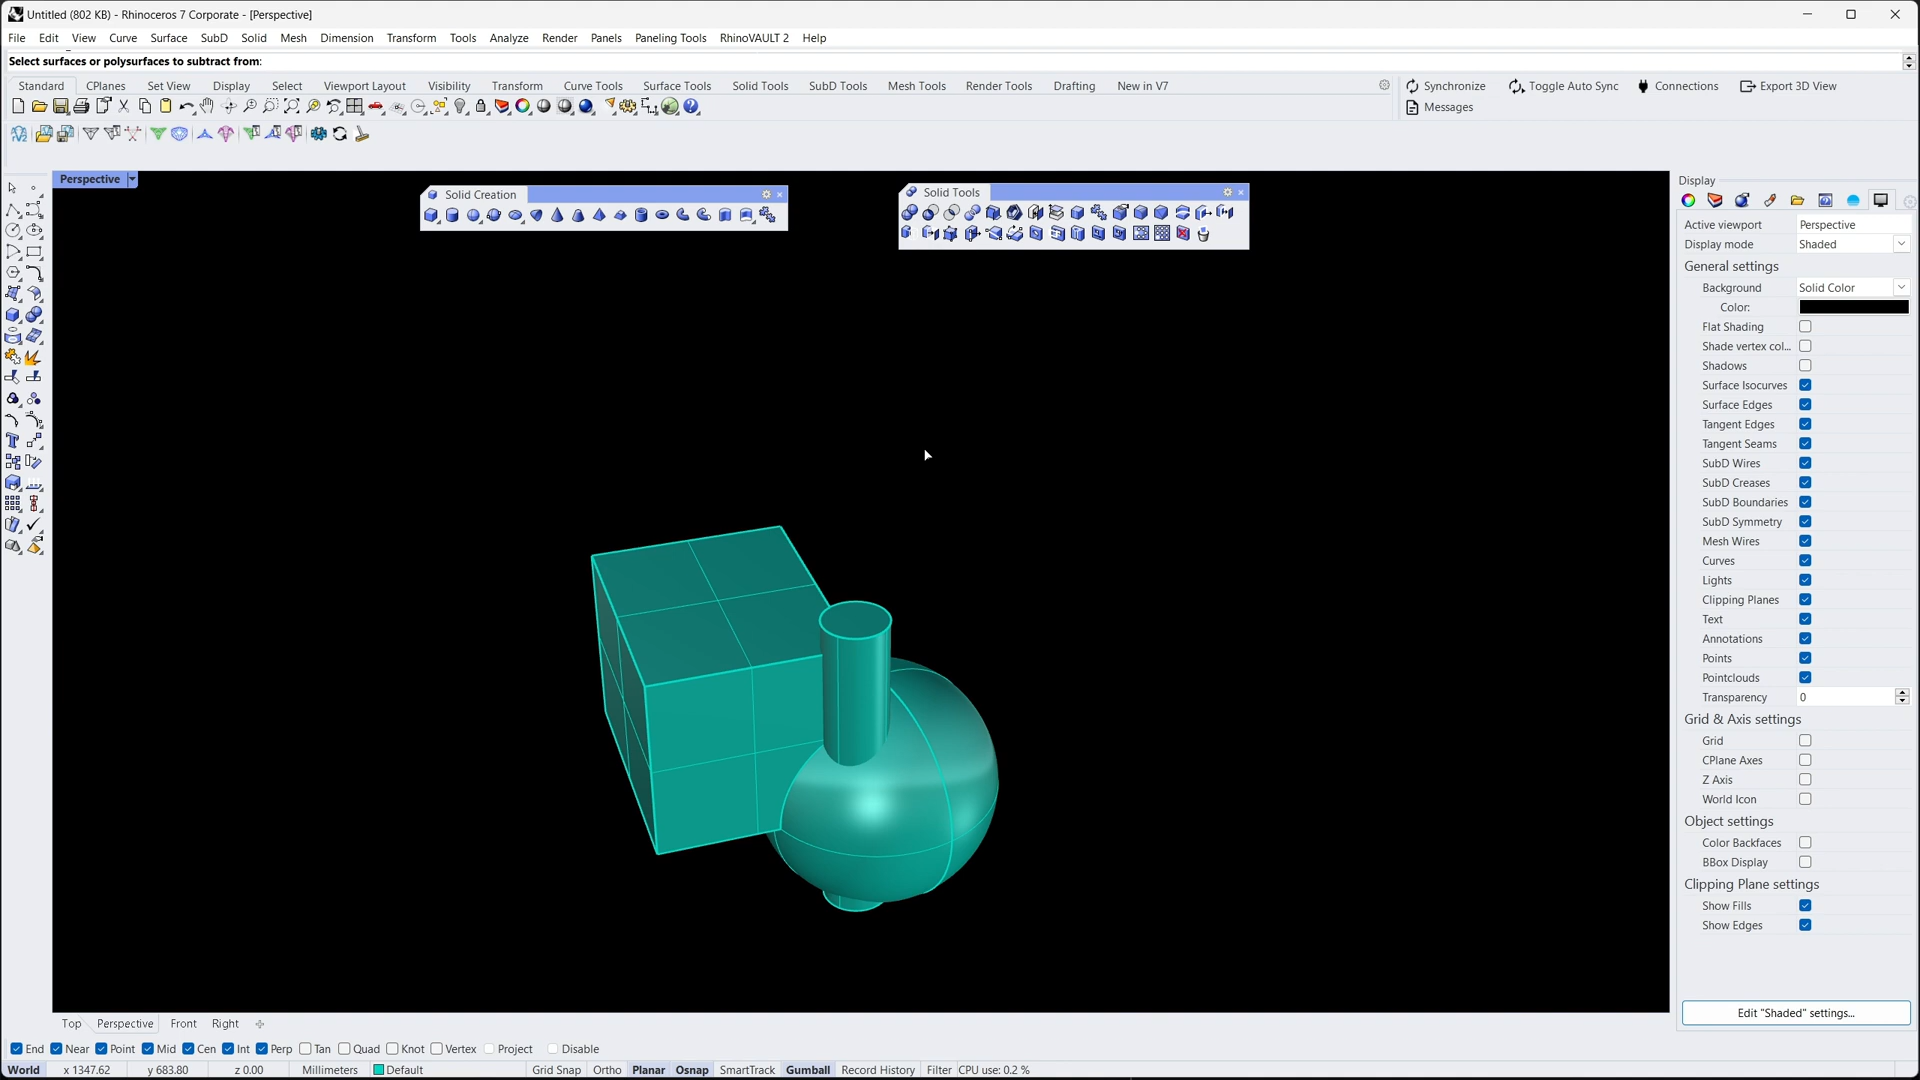 Untitled (802 KB) - Rhinoceros 7 Corporate - [Perspective]
File Edit View Curve Surface SubD Solid Mesh Dimension Transform Tools Analyze Render Panels Paneling Tools RhinoVAULT 2 Help
Select surfaces or polysurfaces to subtract from:
Standard CPlanes Set View Display Select Viewport Layout Visibility Transform Curve Tools Surface Tools Solid Tools SubD Tools Mesh Tools Render Tools Drafting New in V7
Synchronize Toggle Auto Sync Connections Export 3D View
Messages
Perspective
Solid Creation
Solid Tools
Display
Active viewport Perspective
Display mode Shaded
General settings
Background Solid Color
Color:
Flat Shading
Shade vertex col...
Shadows
Surface Isocurves
Surface Edges
Tangent Edges
Tangent Seams
SubD Wires
SubD Creases
SubD Boundaries
SubD Symmetry
Mesh Wires
Curves
Lights
Clipping Planes
Text
Annotations
Points
Pointclouds
Transparency 0
Grid & Axis settings
Grid
CPlane Axes
Z Axis
World Icon
Object settings
Color Backfaces
BBox Display
Clipping Plane settings
Show Fills
Show Edges
Edit "Shaded" settings...
Top Perspective Front Right
End Near Point Mid Cen Int Perp Tan Quad Knot Vertex Project Disable
World x 1347.62 y 683.80 z 0.00 Millimeters Default Grid Snap Ortho Planar Osnap SmartTrack Gumball Record History Filter CPU use: 0.2 %